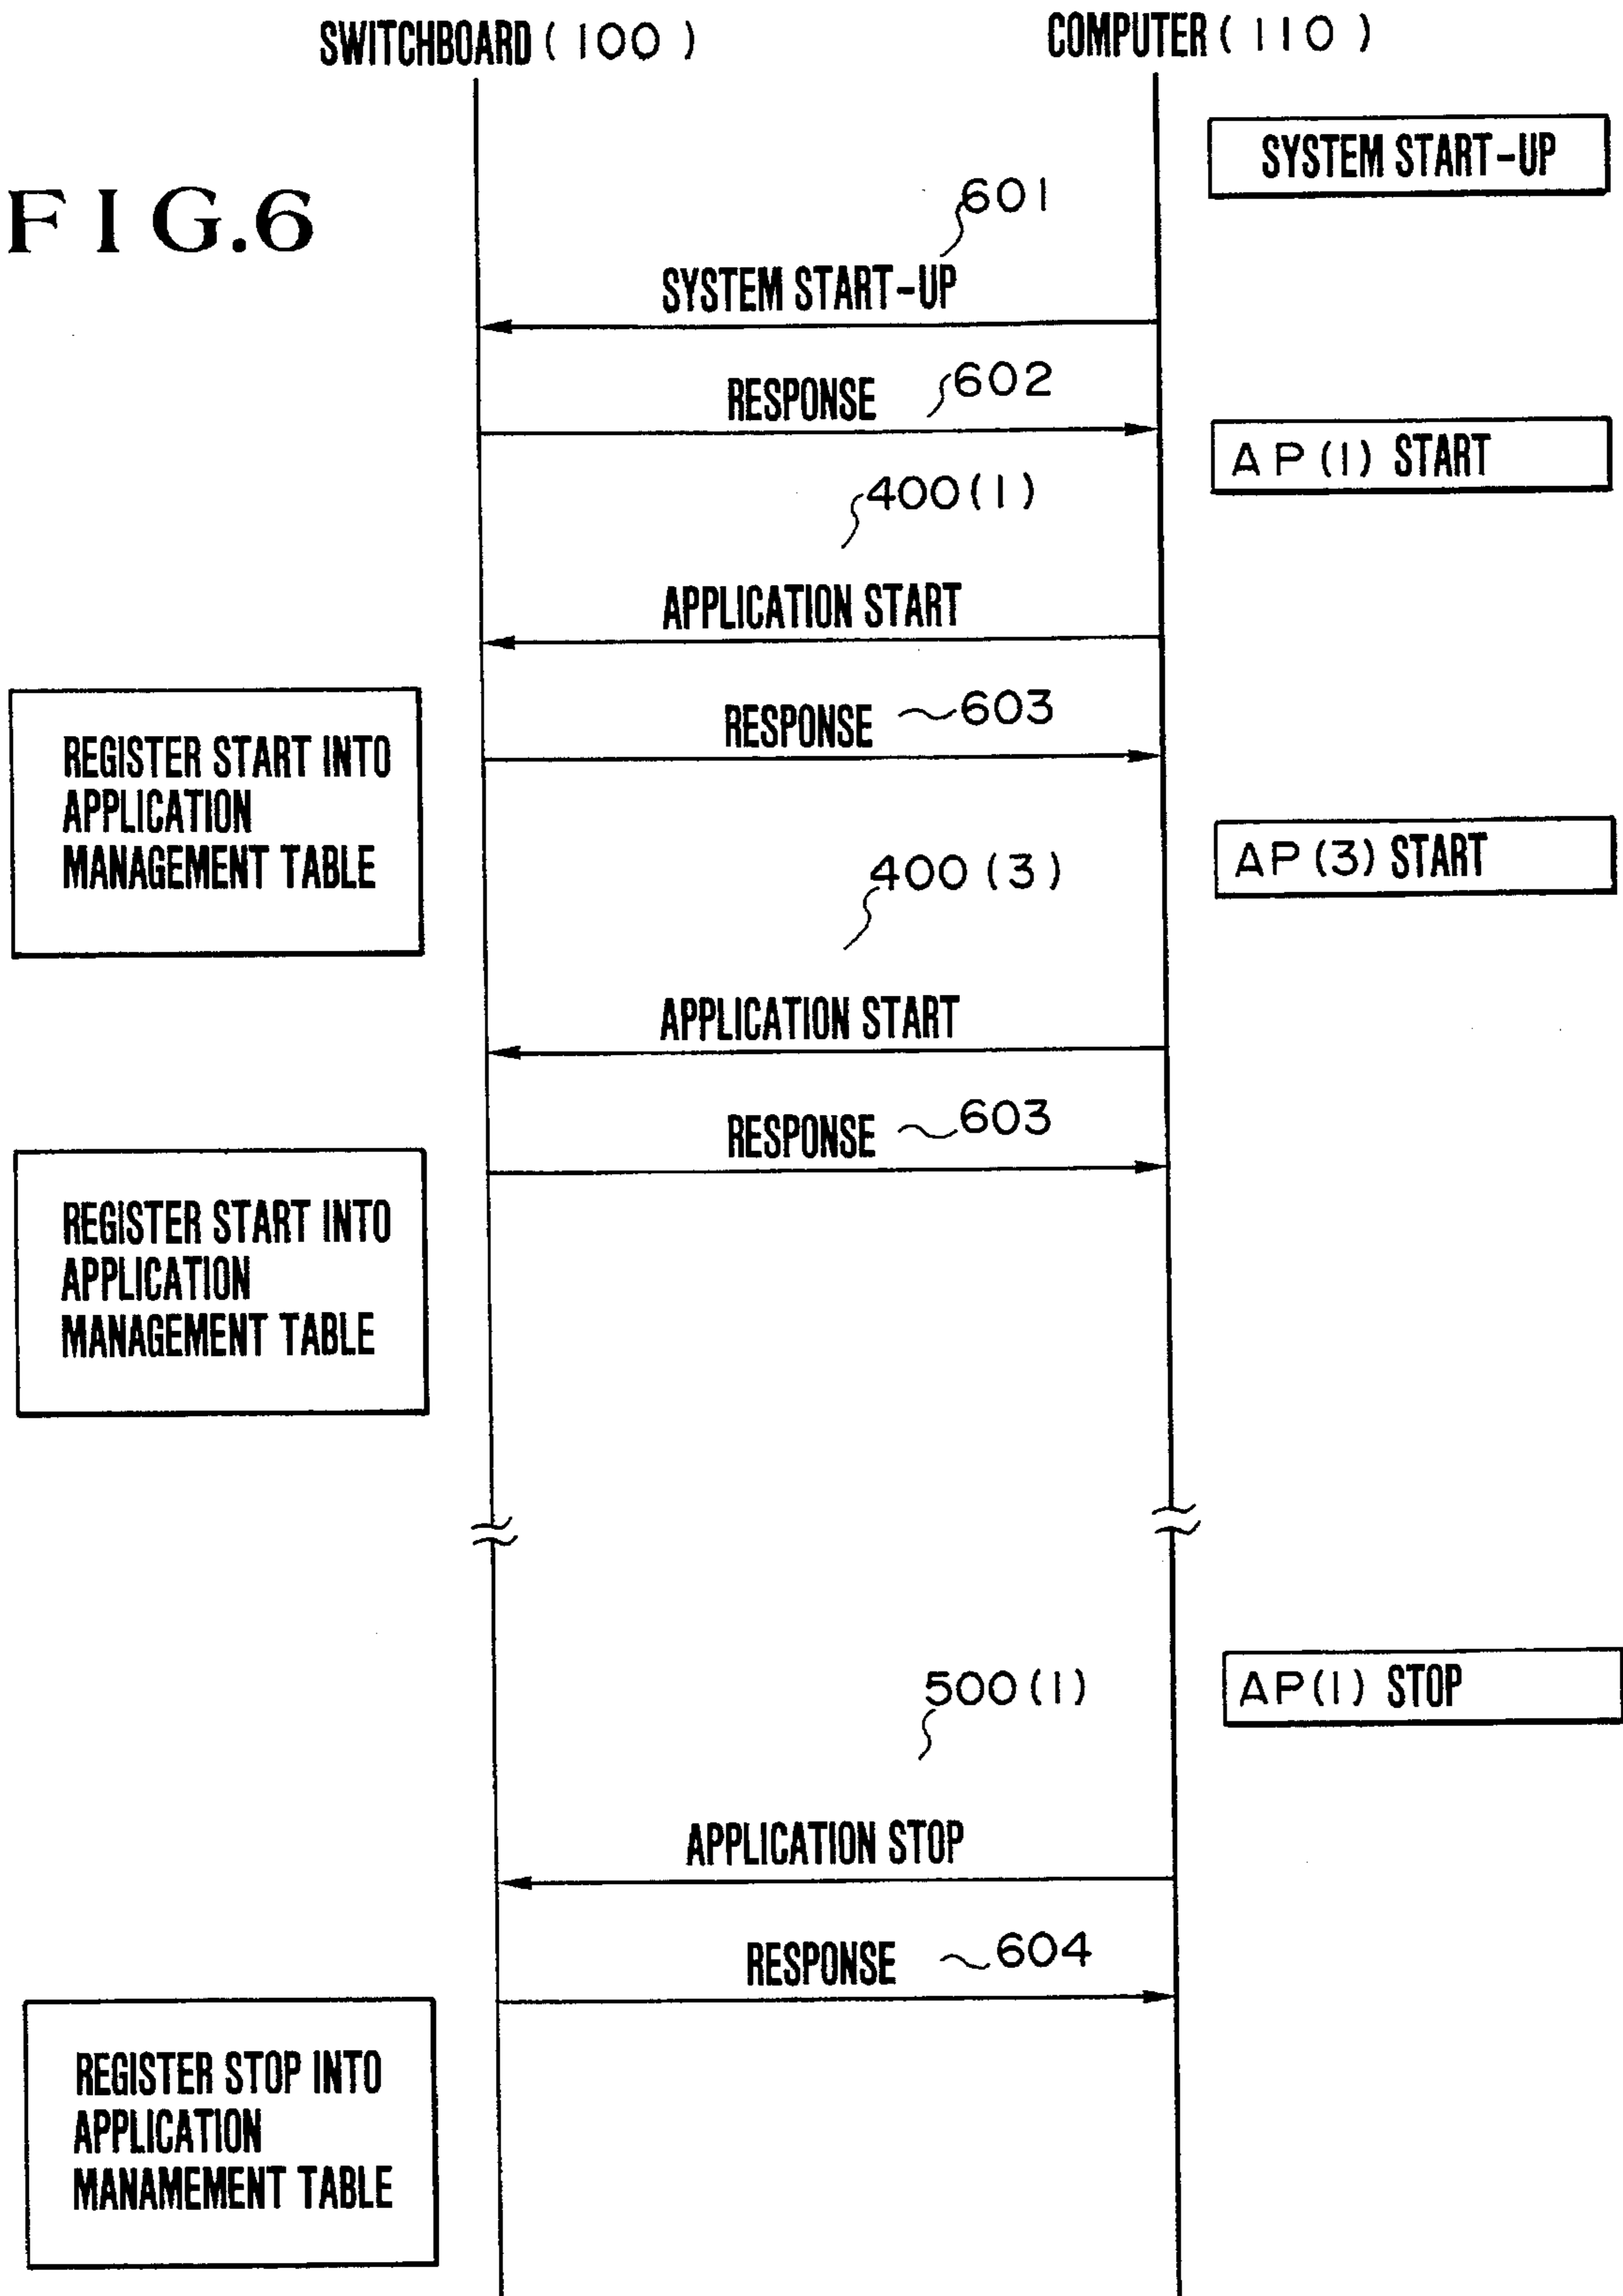 SWITCHBOARD(100)
COMPUTER(110)
SYSTEM START-UP
FIG.6
601
SYSTEM START-UP
RESPONSE
602
AP(1) START
400(1)
APPLICATION START
RESPONSE
603
REGISTER START INTO
APPLICATION
MANAGEMENT TABLE
AP(3) START
400(3)
APPLICATION START
RESPONSE
603
REGISTER START INTO
APPLICATION
MANAGEMENT TABLE
500(1)
AP(1) STOP
APPLICATION STOP
RESPONSE
604
REGISTER STOP INTO
APPLICATION
MANAMEMENT TABLE